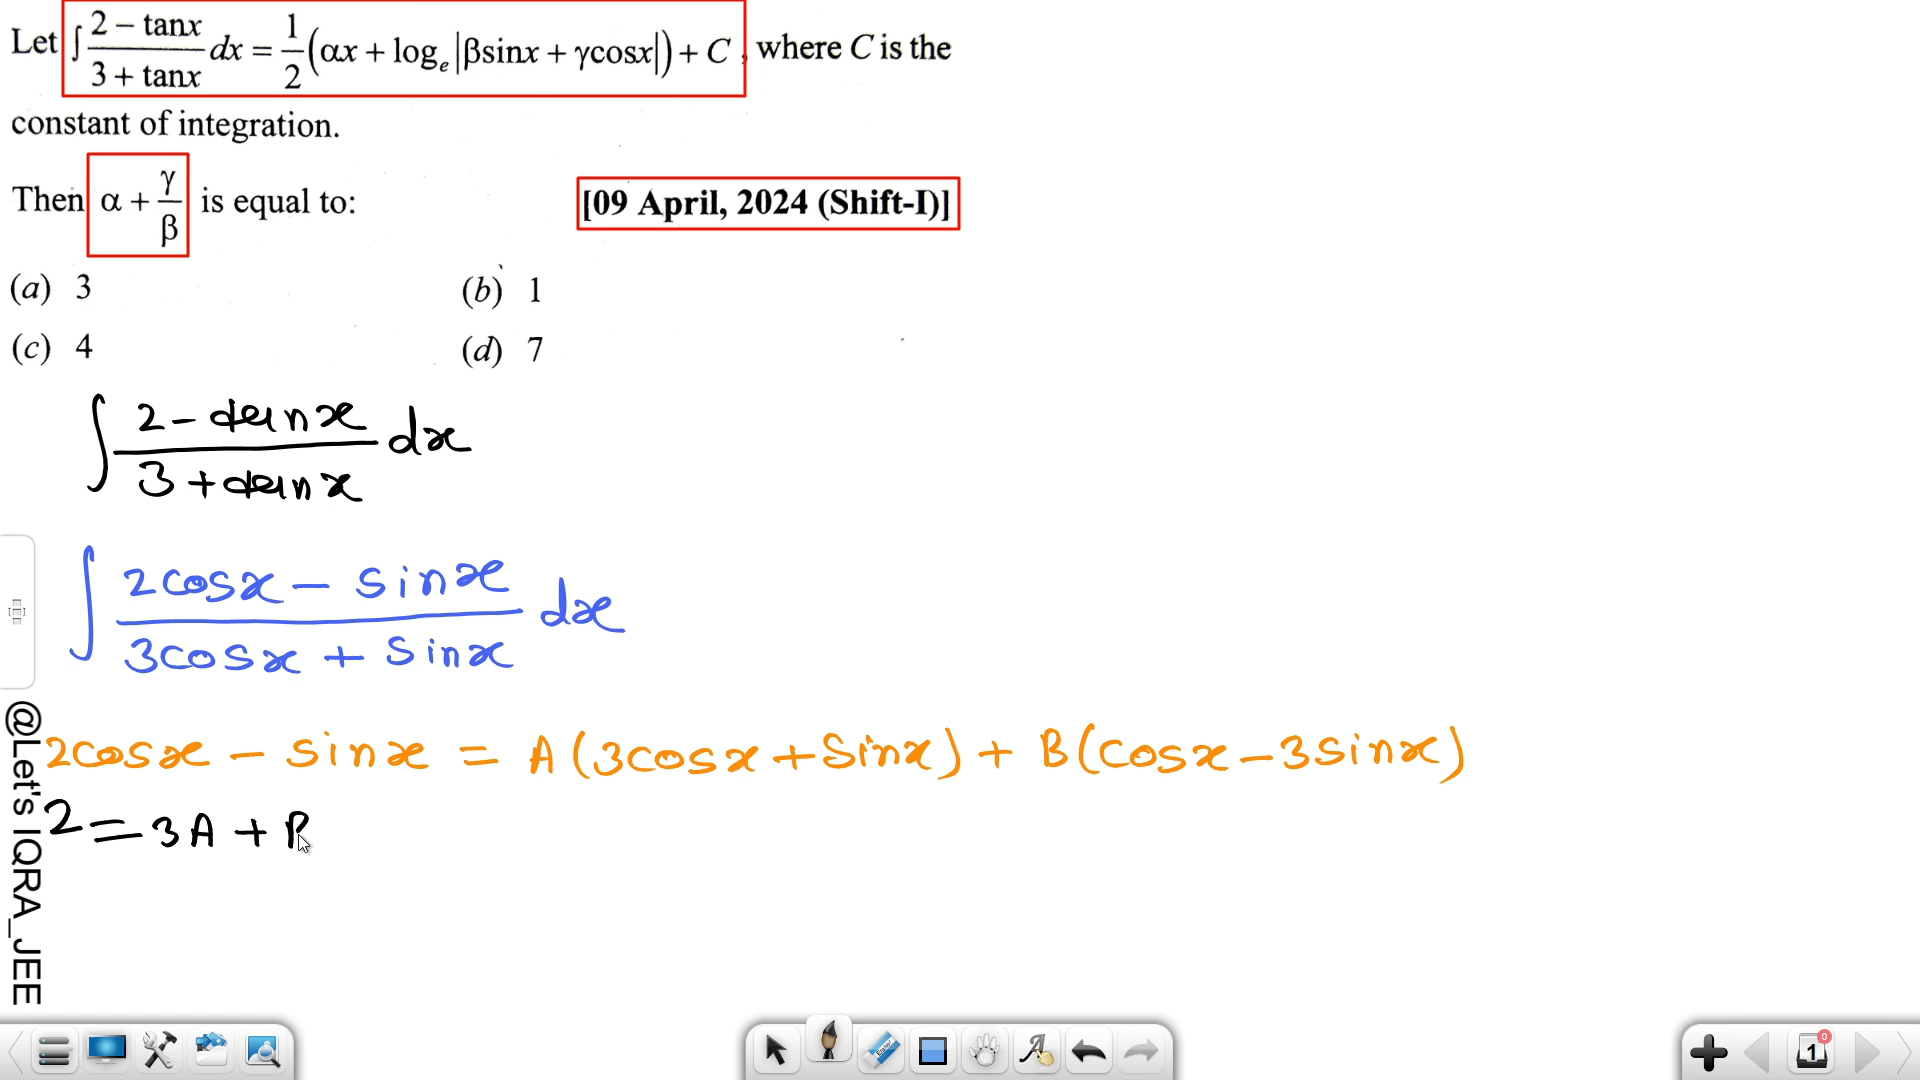 Let ∫ (2 − tanx)/(3 + tanx) dx = 1/2 (αx + logₑ |βsinx + γcosx|) + C, where C is the
constant of integration.
Then α + γ/β is equal to: [09 April, 2024 (Shift-I)]
(a) 3 (b) 1
(c) 4 (d) 7
∫ (2 − tanx)/(3 + tanx) dx
∫ (2cosx − sinx)/(3cosx + sinx) dx
2cosx − sinx = A(3cosx + sinx) + B(cosx − 3sinx)
2 = 3A + B
@Let's IQRA_JEE
1
0